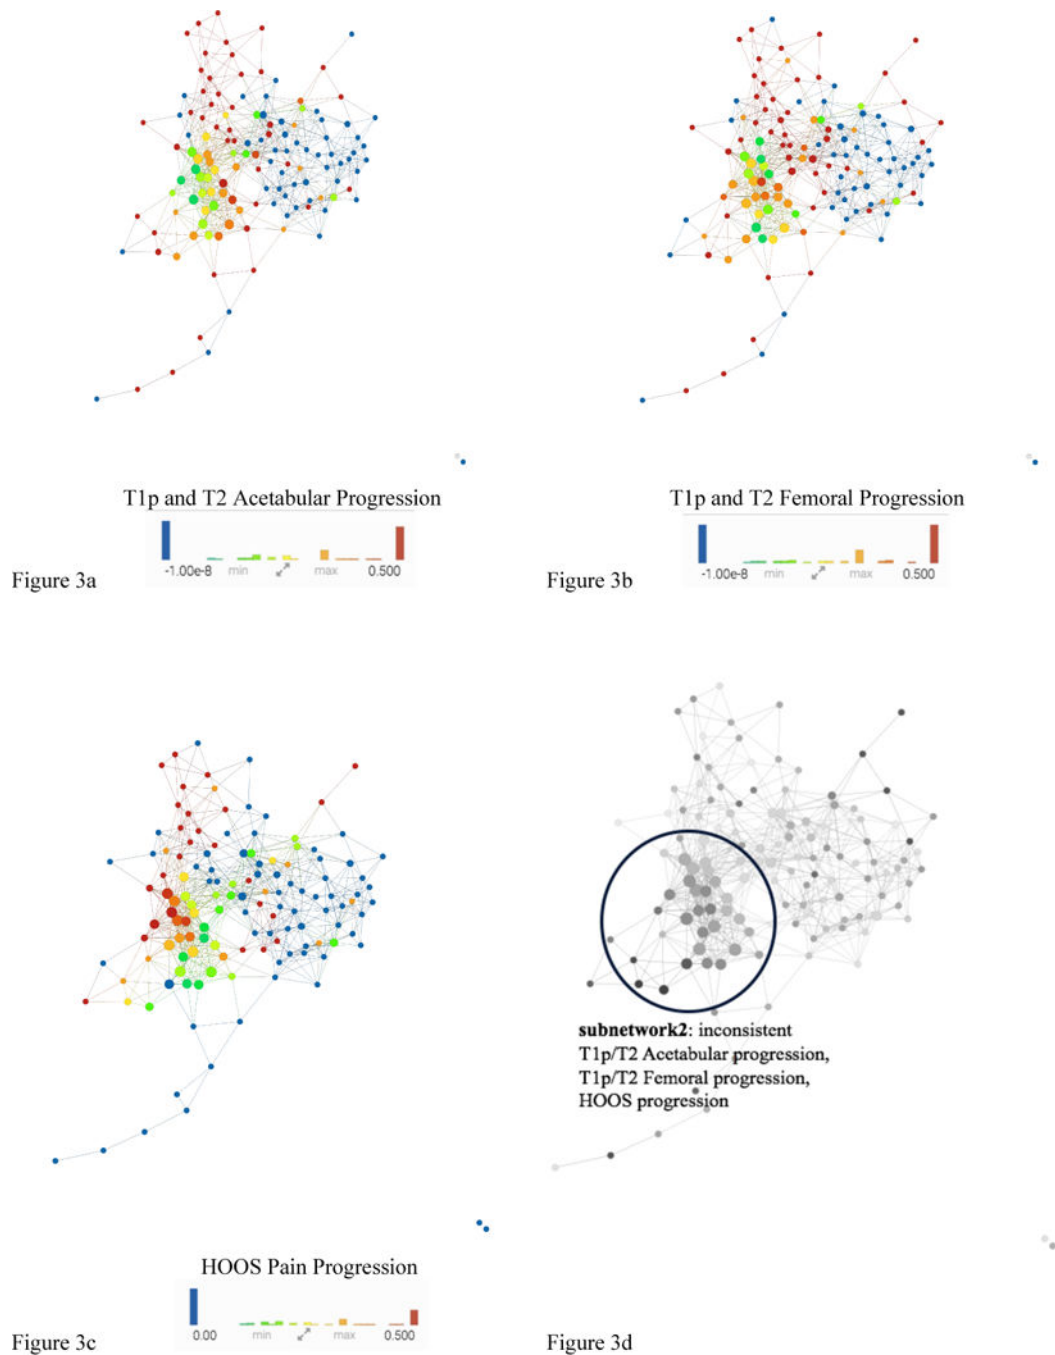 T1p and T2 Acetabular Progression
-1.00e-8 min max 0.500
Figure 3a
T1p and T2 Femoral Progression
-1.00e-8 min max 0.500
Figure 3b
subnetwork2: inconsistent
T1p/T2 Acetabular progression,
T1p/T2 Femoral progression,
HOOS progression
HOOS Pain Progression
0.00 min max 0.500
Figure 3c
Figure 3d